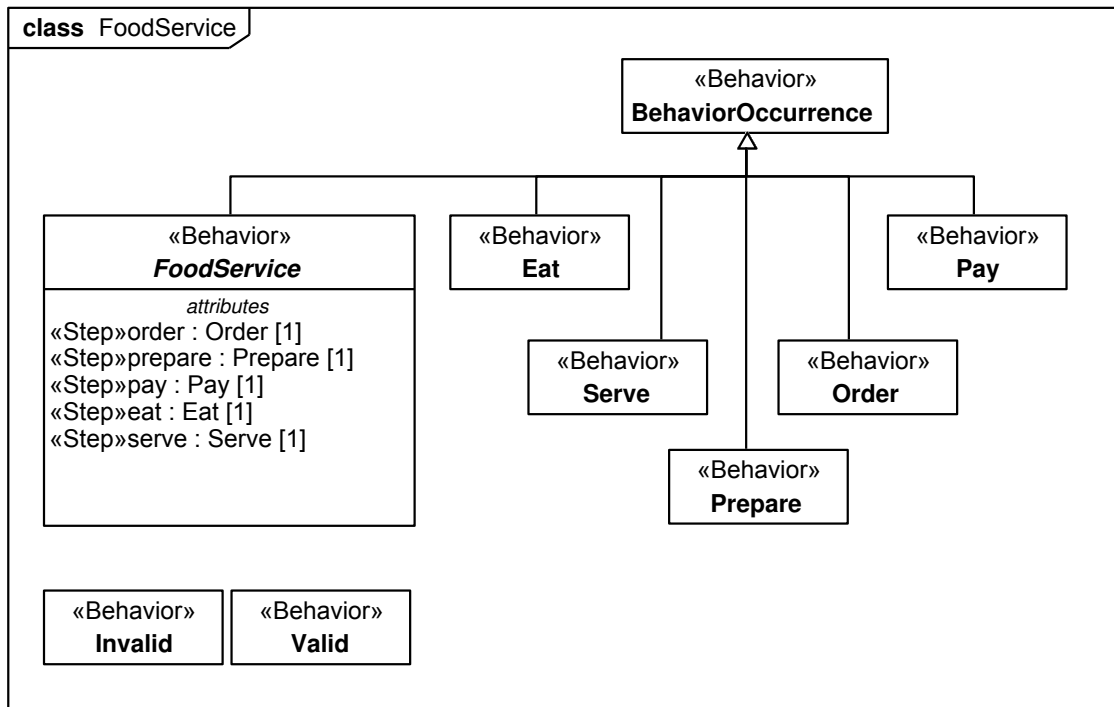 class FoodService
«Behavior»
BehaviorOccurrence
«Behavior»
FoodService
attributes
«Step»order : Order [1]
«Step»prepare : Prepare [1]
«Step»pay : Pay [1]
«Step»eat : Eat [1]
«Step»serve : Serve [1]
«Behavior»
Eat
«Behavior»
Pay
«Behavior»
Serve
«Behavior»
Order
«Behavior»
Prepare
«Behavior»
Invalid
«Behavior»
Valid